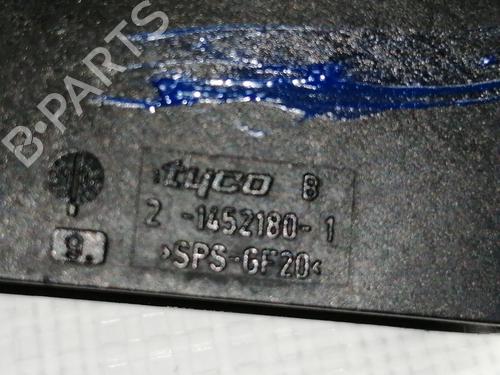 B-PARTS
tyco B
2 -1452180-1
9.
>SPS-GF20<